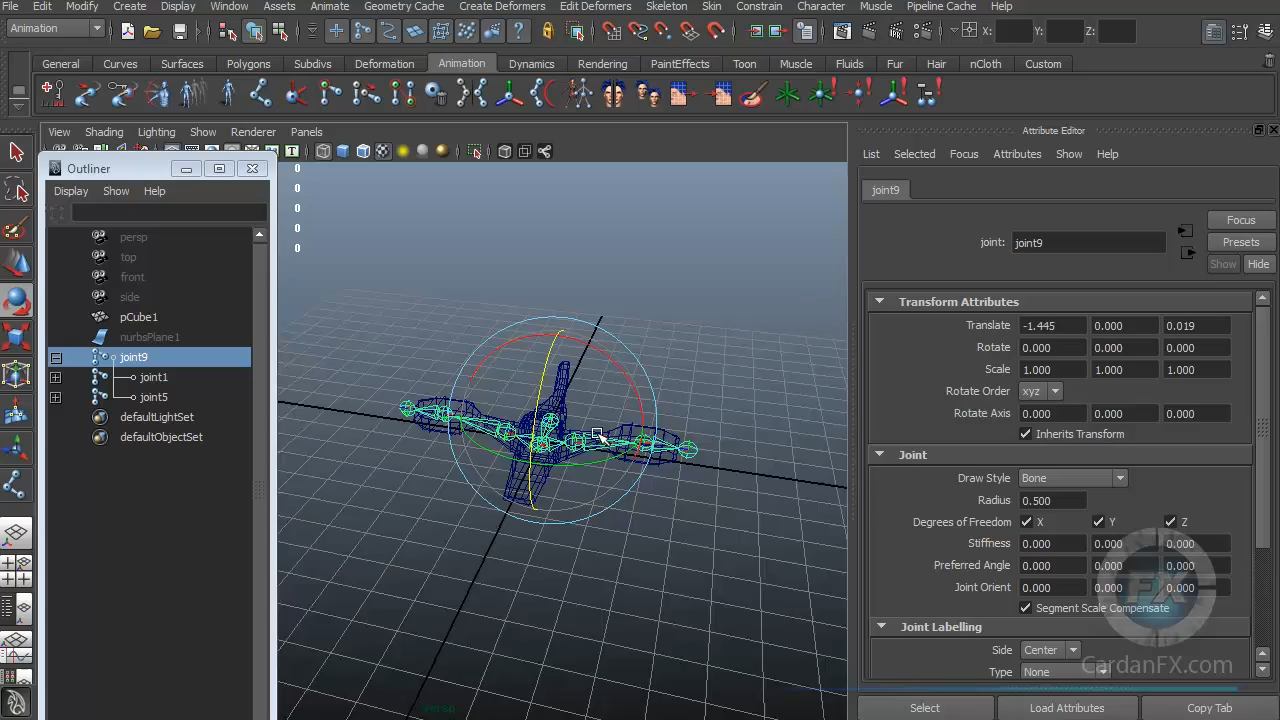 File Edit Modify Create Display Window Assets Animate Geometry Cache Create Deformers Edit Deformers Skeleton Skin Constrain Character Muscle Pipeline Cache Help
Animation
X: Y: Z:
General Curves Surfaces Polygons Subdivs Deformation Animation Dynamics Rendering PaintEffects Toon Muscle Fluids Fur Hair nCloth Custom
View Shading Lighting Show Renderer Panels
Attribute Editor
List Selected Focus Attributes Show Help
Outliner
Display Show Help
persp
top
front
side
pCube1
nurbsPlane1
joint9
joint1
joint5
defaultLightSet
defaultObjectSet
0
0
0
0
0
persp
joint9
joint: joint9
Focus
Presets
Show Hide
Transform Attributes
Translate -1.445 0.000 0.019
Rotate 0.000 0.000 0.000
Scale 1.000 1.000 1.000
Rotate Order xyz
Rotate Axis 0.000 0.000 0.000
Inherits Transform
Joint
Draw Style Bone
Radius 0.500
Degrees of Freedom X Y Z
Stiffness 0.000 0.000 0.000
Preferred Angle 0.000 0.000 0.000
Joint Orient 0.000 0.000 0.000
Segment Scale Compensate
Joint Labelling
Side Center
Type None
Select Load Attributes Copy Tab
FX
CardanFX.com